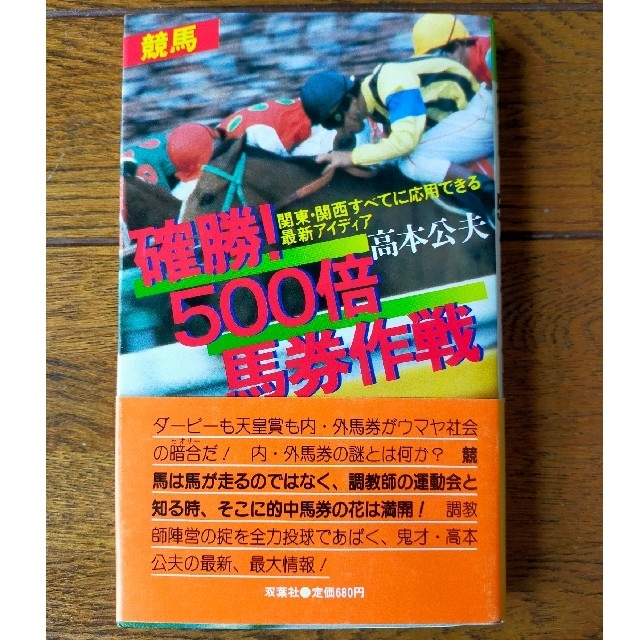 競馬
関東・関西すべてに応用できる
最新アイディア
高本公夫
確勝!
500倍
馬券作戦
ダービーも天皇賞も内・外馬券がウマヤ社会
の暗合だ! 内・外馬券の謎とは何か? 競
馬は馬が走るのではなく、調教師の運動会と
知る時、そこに的中馬券の花は満開! 調教
師陣営の掟を全力投球であばく、鬼才・高本
公夫の最新、最大情報!
双葉社●定価680円